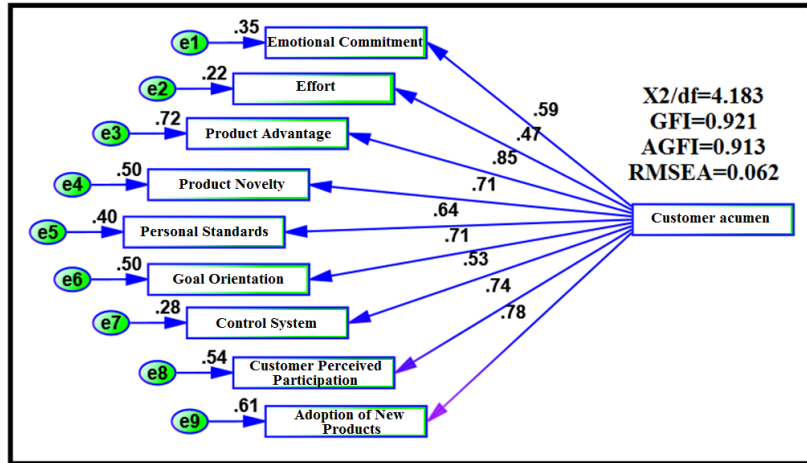 e1
.35
Emotional Commitment
e2
.22
Effort
e3
.72
Product Advantage
e4
.50
Product Novelty
e5
.40
Personal Standards
e6
.50
Goal Orientation
e7
.28
Control System
e8
.54
Customer Perceived
Participation
e9
.61
Adoption of New
Products
.59
.47
.85
.71
.64
.71
.53
.74
.78
Customer acumen
X2/df=4.183
GFI=0.921
AGFI=0.913
RMSEA=0.062